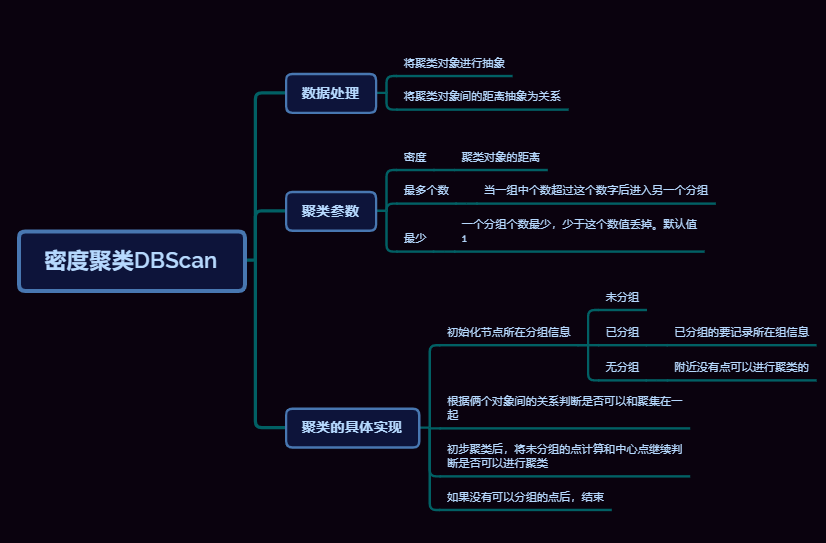 密度聚类DBScan
数据处理
将聚类对象进行抽象
将聚类对象间的距离抽象为关系
聚类参数
密度
聚类对象的距离
最多个数
当一组中个数超过这个数字后进入另一个分组
最少
一个分组个数最少，少于这个数值丢掉。默认值
1
聚类的具体实现
初始化节点所在分组信息
未分组
已分组
已分组的要记录所在组信息
无分组
附近没有点可以进行聚类的
根据俩个对象间的关系判断是否可以和聚集在一
起
初步聚类后，将未分组的点计算和中心点继续判
断是否可以进行聚类
如果没有可以分组的点后，结束